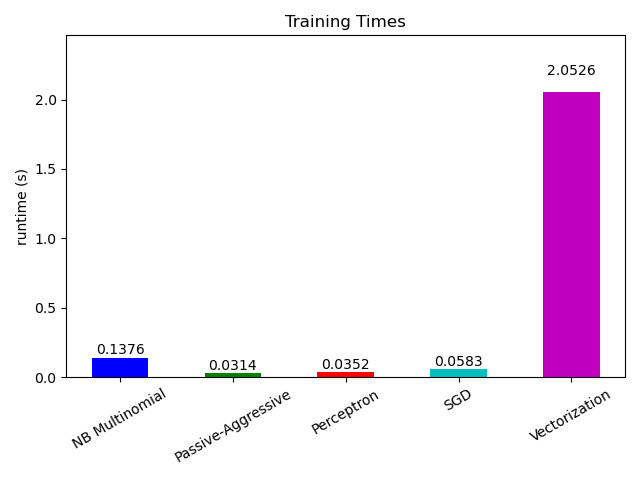 Training Times
runtime (s)
2.0
1.5
1.0
0.5
0.0
0.1376
0.0314
0.0352
0.0583
2.0526
NB Multinomial
Passive-Aggressive
Perceptron
SGD
Vectorization